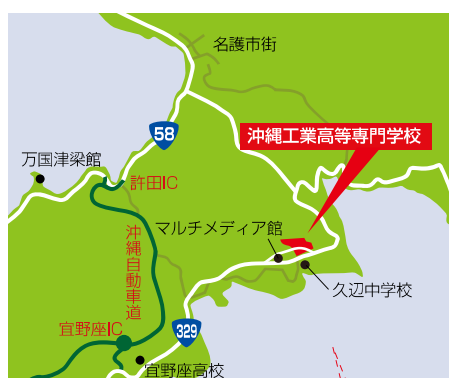 名護市街
58
沖縄工業高等専門学校
万国津梁館
許田IC
マルチメディア館
沖縄自動車道
久辺中学校
宜野座IC
329
宜野座高校